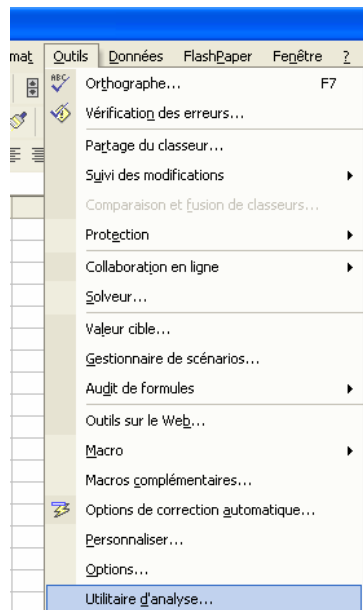 mat Outils Données FlashPaper Fenêtre ?
ABC Orthographe... F7
Vérification des erreurs...
Partage du classeur...
Suivi des modifications
Comparaison et fusion de classeurs...
Protection
Collaboration en ligne
Solveur...
Valeur cible...
Gestionnaire de scénarios...
Audit de formules
Outils sur le Web...
Macro
Macros complémentaires...
Options de correction automatique...
Personnaliser...
Options...
Utilitaire d'analyse...